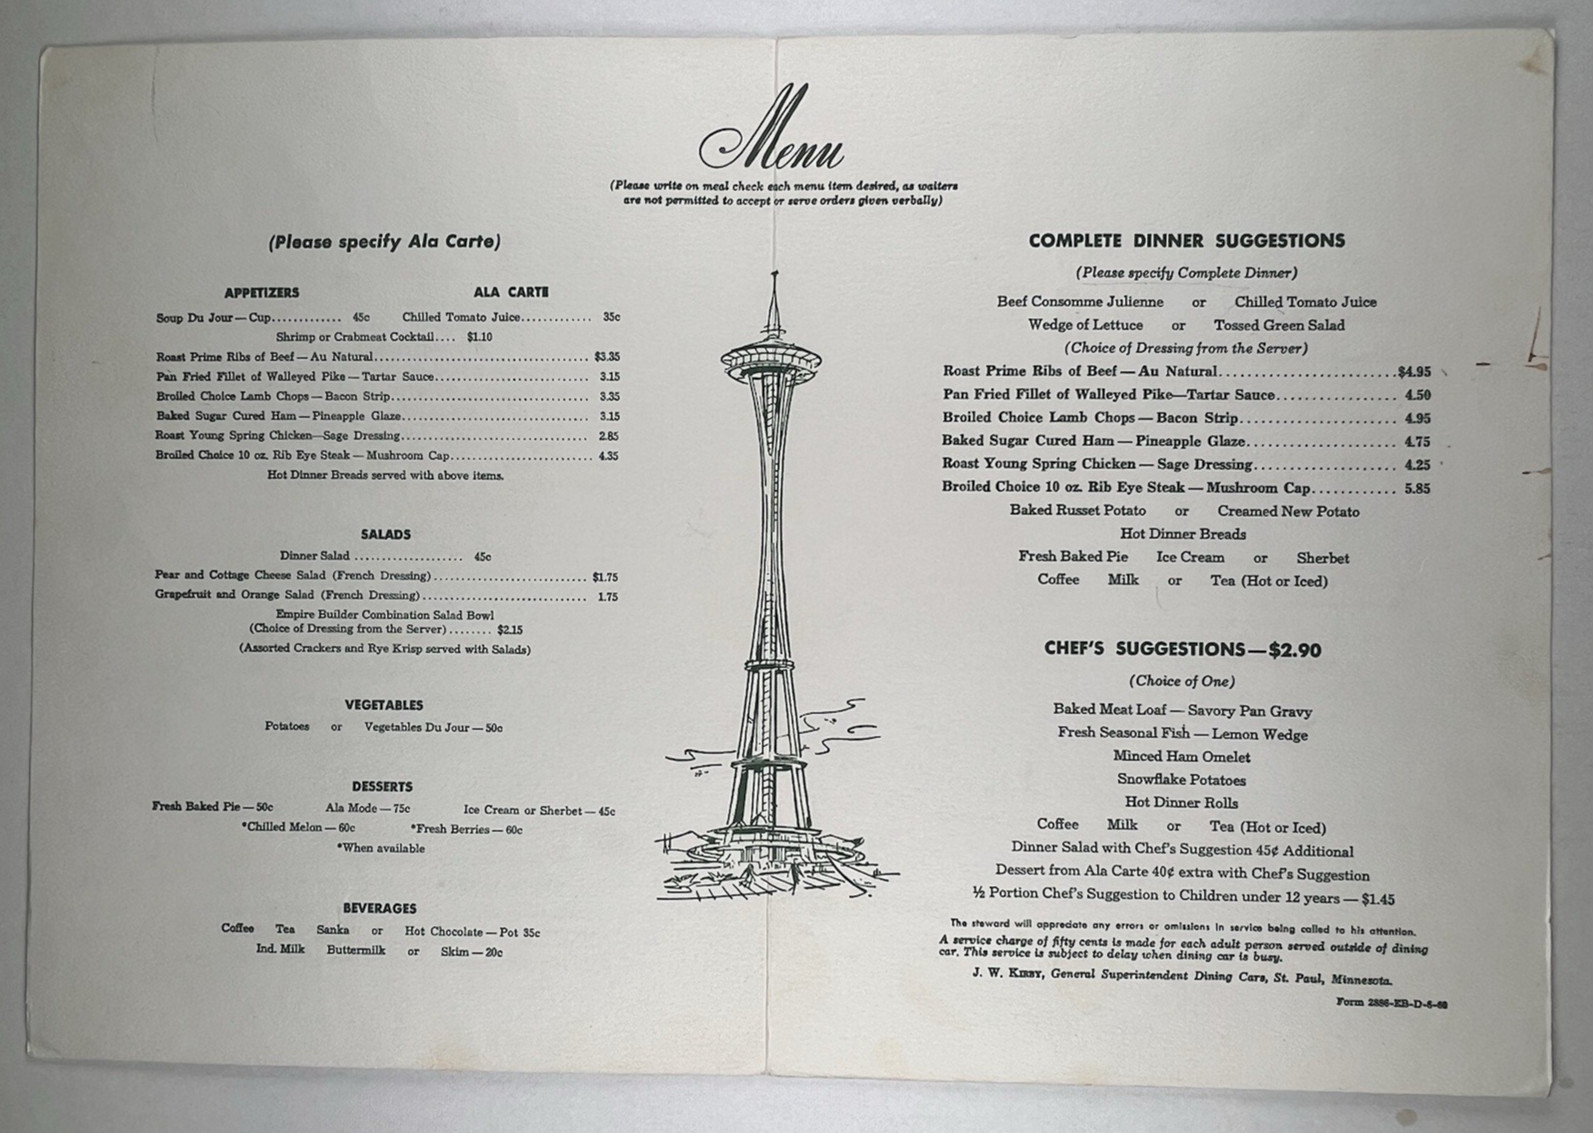 Menu
(Please write on meal check each menu item desired, as waiters
are not permitted to accept or serve orders given verbally)
(Please specify Ala Carte)
APPETIZERS ALA CARTE
Soup Du Jour—Cup............. 45c Chilled Tomato Juice............. 35c
Shrimp or Crabmeat Cocktail.... $1.10
Roast Prime Ribs of Beef—Au Natural........................................ $3.35
Pan Fried Fillet of Walleyed Pike—Tartar Sauce............................. 3.15
Broiled Choice Lamb Chops—Bacon Strip..................................... 3.35
Baked Sugar Cured Ham—Pineapple Glaze................................... 3.15
Roast Young Spring Chicken—Sage Dressing................................... 2.85
Broiled Choice 10 oz. Rib Eye Steak—Mushroom Cap.......................... 4.35
Hot Dinner Breads served with above items.
SALADS
Dinner Salad ................... 45c
Pear and Cottage Cheese Salad (French Dressing)............................ $1.75
Grapefruit and Orange Salad (French Dressing).............................. 1.75
Empire Builder Combination Salad Bowl
(Choice of Dressing from the Server)........ $2.15
(Assorted Crackers and Rye Krisp served with Salads)
VEGETABLES
Potatoes or Vegetables Du Jour—50c
DESSERTS
Fresh Baked Pie—50c Ala Mode—75c Ice Cream or Sherbet—45c
*Chilled Melon—60c *Fresh Berries—60c
*When available
BEVERAGES
Coffee Tea Sanka or Hot Chocolate—Pot 35c
Ind. Milk Buttermilk or Skim—20c
COMPLETE DINNER SUGGESTIONS
(Please specify Complete Dinner)
Beef Consomme Julienne or Chilled Tomato Juice
Wedge of Lettuce or Tossed Green Salad
(Choice of Dressing from the Server)
Roast Prime Ribs of Beef—Au Natural..........................$4.95
Pan Fried Fillet of Walleyed Pike—Tartar Sauce.................. 4.50
Broiled Choice Lamb Chops—Bacon Strip....................... 4.95
Baked Sugar Cured Ham—Pineapple Glaze...................... 4.75
Roast Young Spring Chicken—Sage Dressing..................... 4.25
Broiled Choice 10 oz. Rib Eye Steak—Mushroom Cap............ 5.85
Baked Russet Potato or Creamed New Potato
Hot Dinner Breads
Fresh Baked Pie Ice Cream or Sherbet
Coffee Milk or Tea (Hot or Iced)
CHEF'S SUGGESTIONS—$2.90
(Choice of One)
Baked Meat Loaf—Savory Pan Gravy
Fresh Seasonal Fish—Lemon Wedge
Minced Ham Omelet
Snowflake Potatoes
Hot Dinner Rolls
Coffee Milk or Tea (Hot or Iced)
Dinner Salad with Chef's Suggestion 45¢ Additional
Dessert from Ala Carte 40¢ extra with Chef's Suggestion
½ Portion Chef's Suggestion to Children under 12 years—$1.45
The steward will appreciate any errors or omissions in service being called to his attention.
A service charge of fifty cents is made for each adult person served outside of dining
car. This service is subject to delay when dining car is busy.
J. W. KIRBY, General Superintendent Dining Cars, St. Paul, Minnesota.
Form 2886-EB-D-